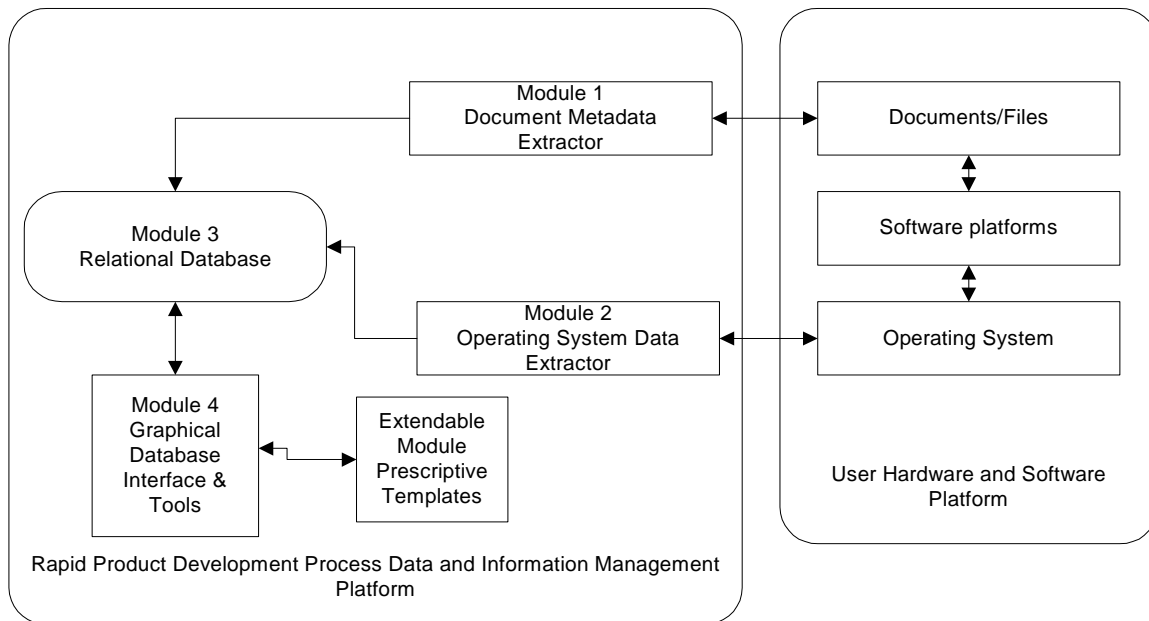 Module 1
Document Metadata
Extractor
Documents/Files
Module 3
Relational Database
Software platforms
Module 2
Operating System Data
Extractor
Operating System
Module 4
Graphical
Database
Interface &
Tools
Extendable
Module
Prescriptive
Templates
User Hardware and Software
Platform
Rapid Product Development Process Data and Information Management
Platform